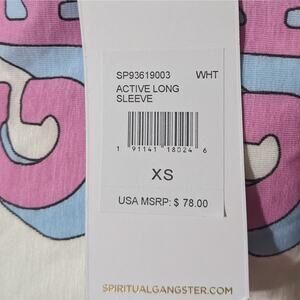 SP93619003 WHT
ACTIVE LONG
SLEEVE
1 91141 18024 6
XS
USA MSRP: $ 78.00
SPIRITUALGANGSTER.COM